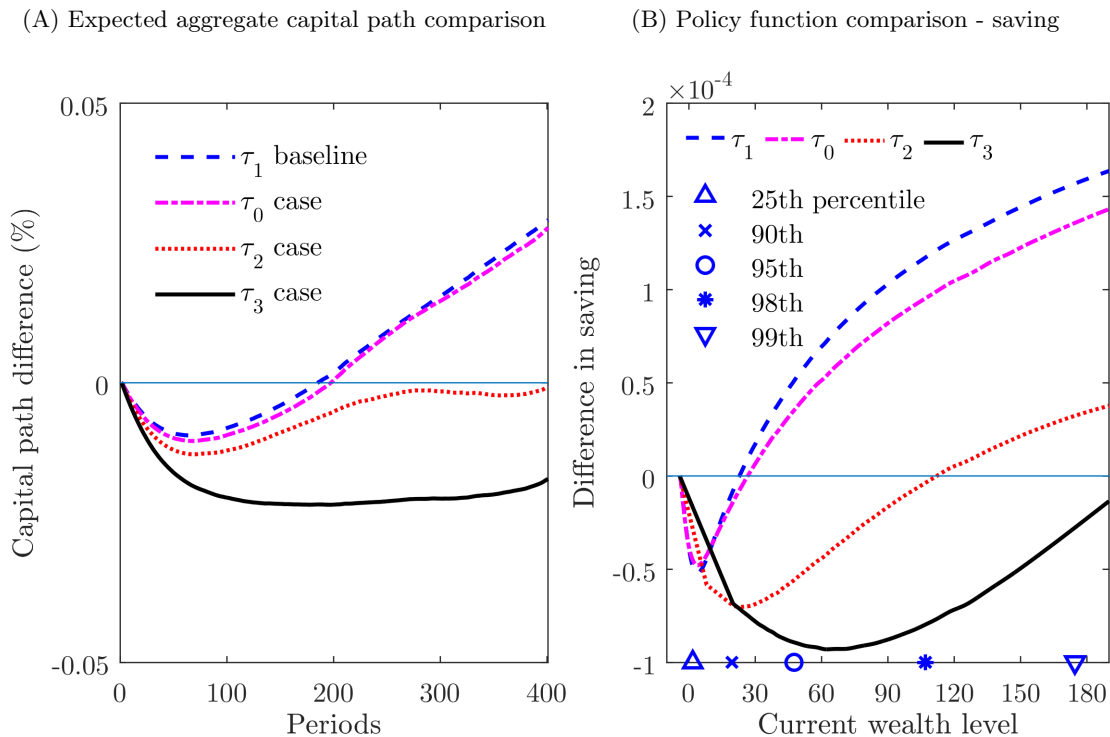 (A) Expected aggregate capital path comparison
0.05
0
-0.05
Capital path difference (%)
τ1 baseline
τ0 case
τ2 case
τ3 case
0 100 200 300 400
Periods
(B) Policy function comparison - saving
×10-4
2
1.5
1
0.5
0
-0.5
-1
Difference in saving
τ1 τ0 τ2 τ3
25th percentile
90th
95th
98th
99th
0 30 60 90 120 150 180
Current wealth level